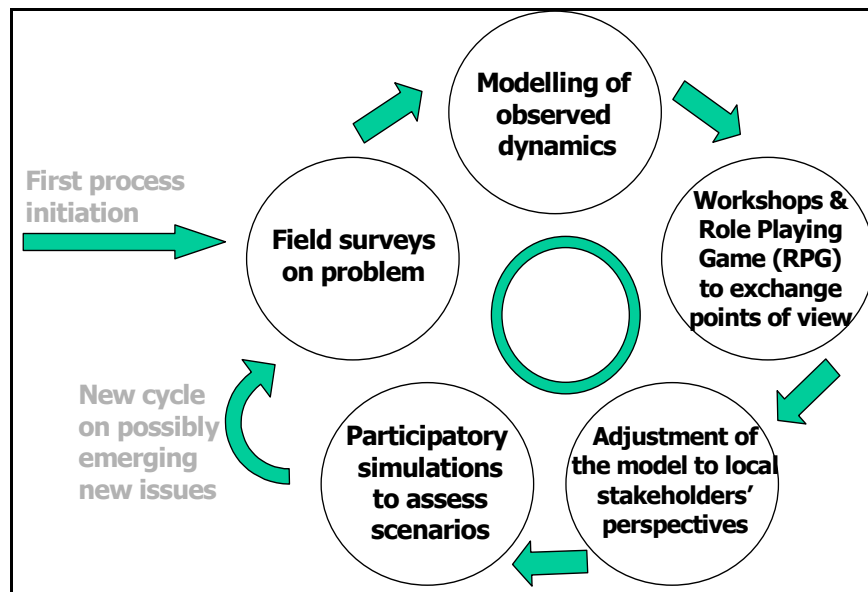 First process
initiation
Field surveys
on problem
Modelling of
observed
dynamics
Workshops &
Role Playing
Game (RPG)
to exchange
points of view
Adjustment of
the model to local
stakeholders’
perspectives
Participatory
simulations
to assess
scenarios
New cycle
on possibly
emerging
new issues